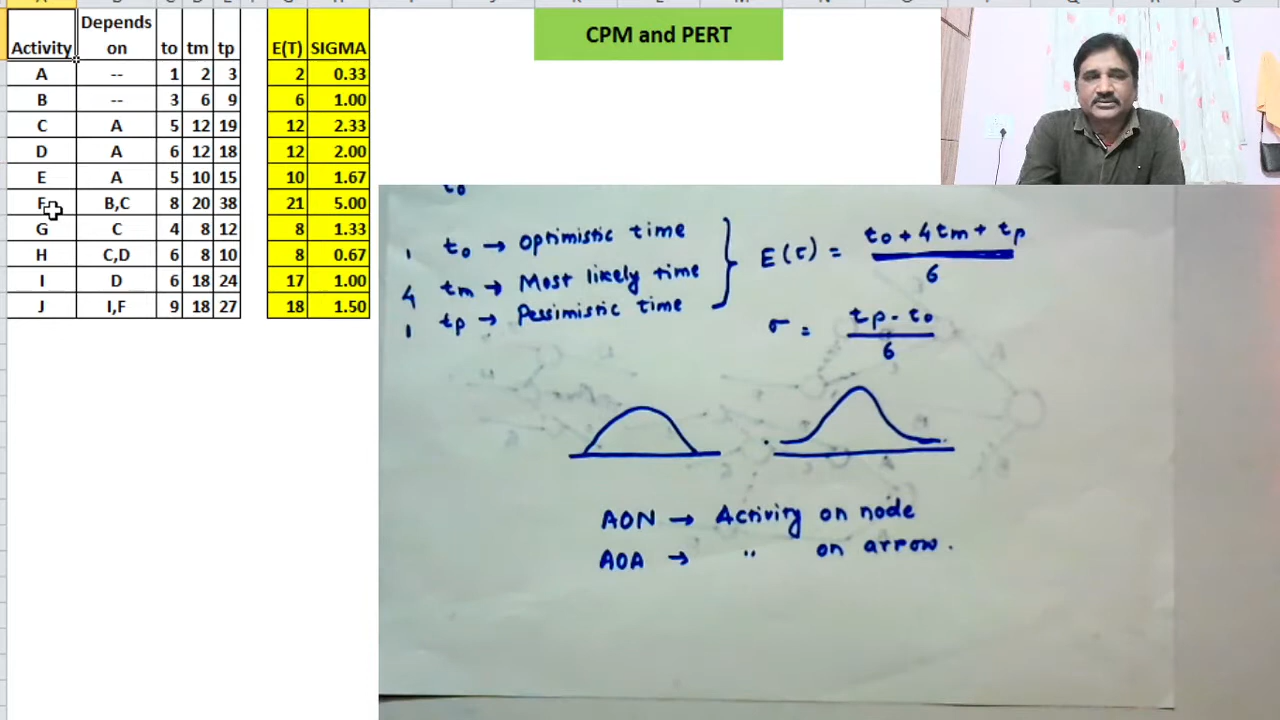 CPM and PERT
Activity Depends on to tm tp E(T) SIGMA
A -- 1 2 3 2 0.33
B -- 3 6 9 6 1.00
C A 5 12 19 12 2.33
D A 6 12 18 12 2.00
E A 5 10 15 10 1.67
F B,C 8 20 38 21 5.00
G C 4 8 12 8 1.33
H C,D 6 8 10 8 0.67
I D 6 18 24 17 1.00
J I,F 9 18 27 18 1.50
to
1 to → Optimistic time
4 tm → Most likely time
1 tp → Pessimistic time
E(t) = to + 4tm + tp
6
σ = tp - to
6
AON → Activity on node
AOA → " on arrow.